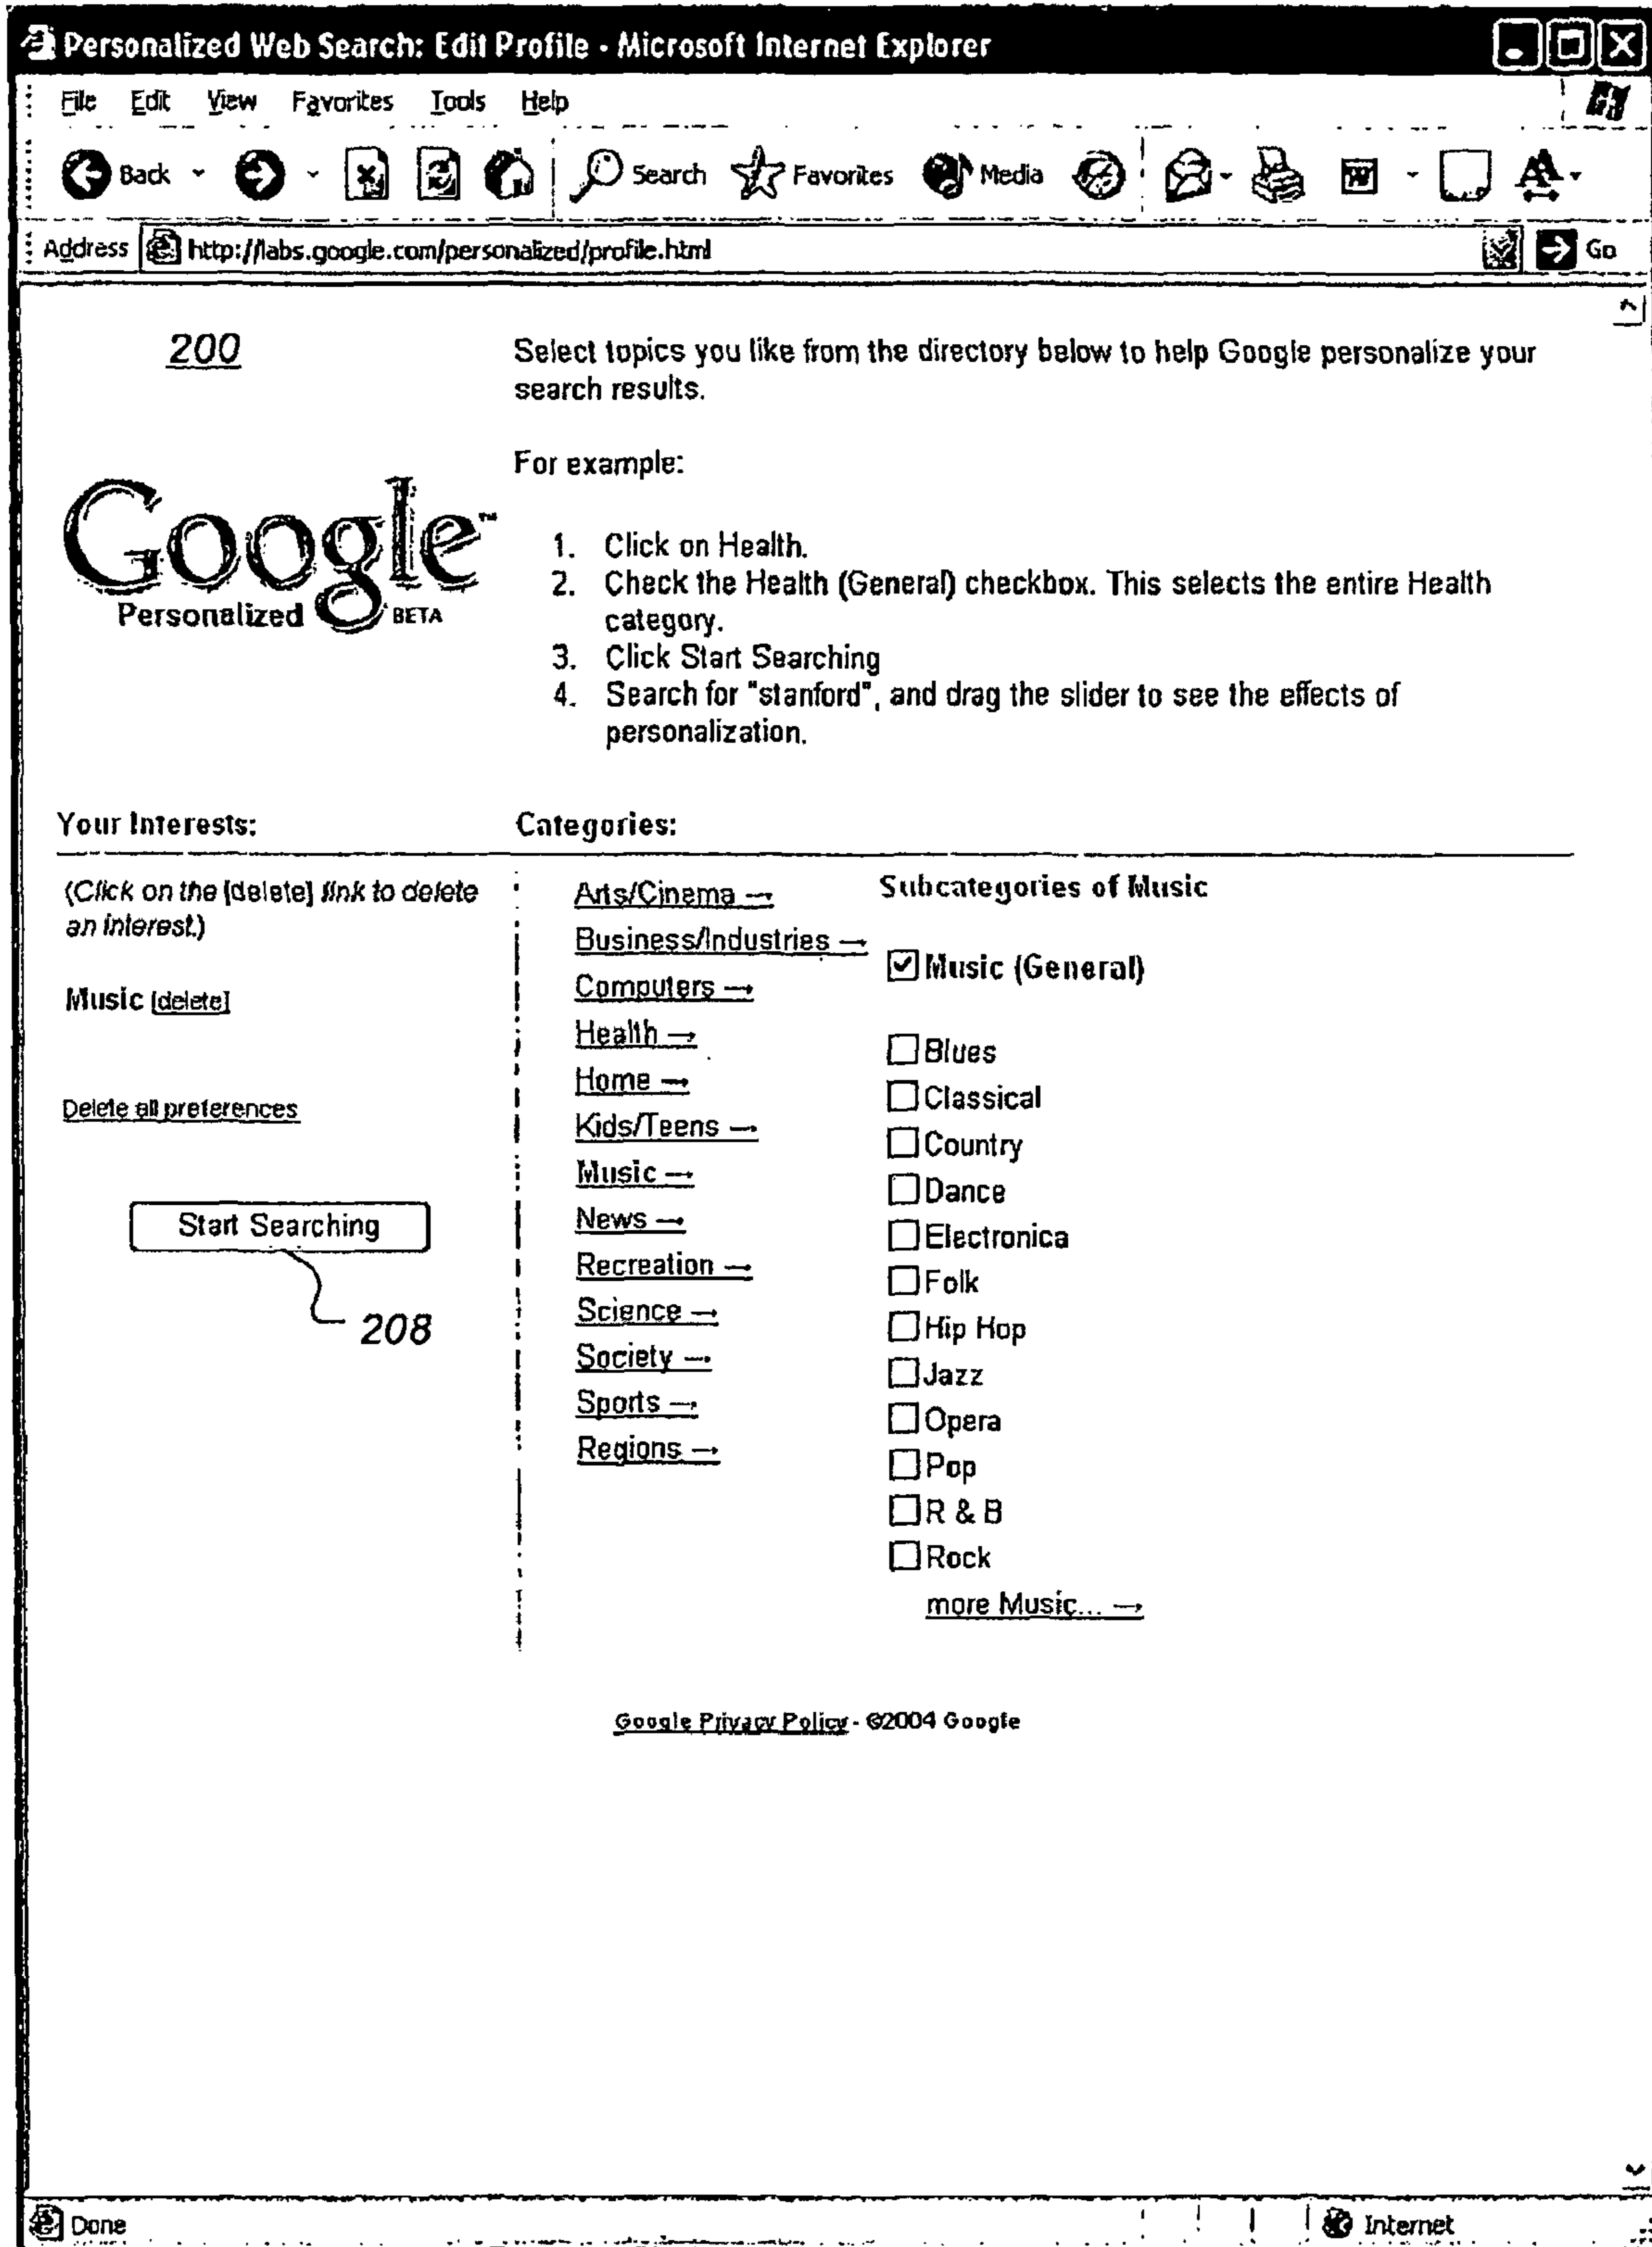 Personalized Web Search: Edit Profile - Microsoft Internet Explorer
File Edit View Favorites Tools Help
Back Search Favorites Media
Address http://labs.google.com/personalized/profile.html Go
200
Select topics you like from the directory below to help Google personalize your
search results.
For example:
Google™
Personalized BETA
1. Click on Health.
2. Check the Health (General) checkbox. This selects the entire Health
category.
3. Click Start Searching
4. Search for "stanford", and drag the slider to see the effects of
personalization.
Your Interests:
(Click on the [delete] link to delete
an interest.)
Music [delete]
Delete all preferences
Start Searching
208
Categories:
Arts/Cinema →
Business/Industries →
Computers →
Health →
Home →
Kids/Teens →
Music →
News →
Recreation →
Science →
Society →
Sports →
Regions →
Subcategories of Music
Music (General)
Blues
Classical
Country
Dance
Electronica
Folk
Hip Hop
Jazz
Opera
Pop
R & B
Rock
more Music... →
Google Privacy Policy - ©2004 Google
Done Internet